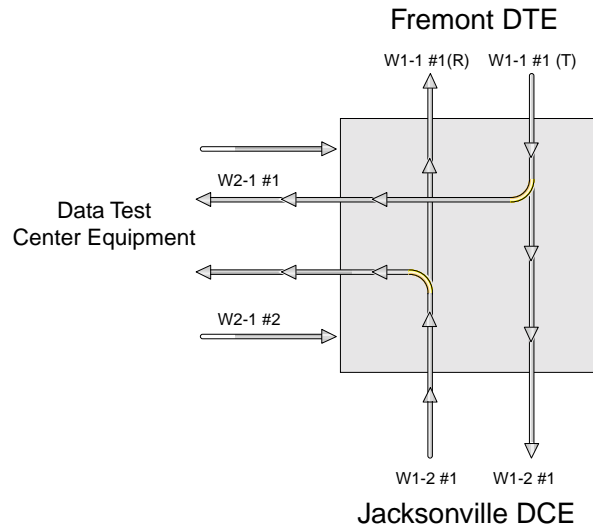 Fremont DTE
W1-1 #1(R) W1-1 #1 (T)
W2-1 #1
Data Test
Center Equipment
W2-1 #2
W1-2 #1 W1-2 #1
Jacksonville DCE